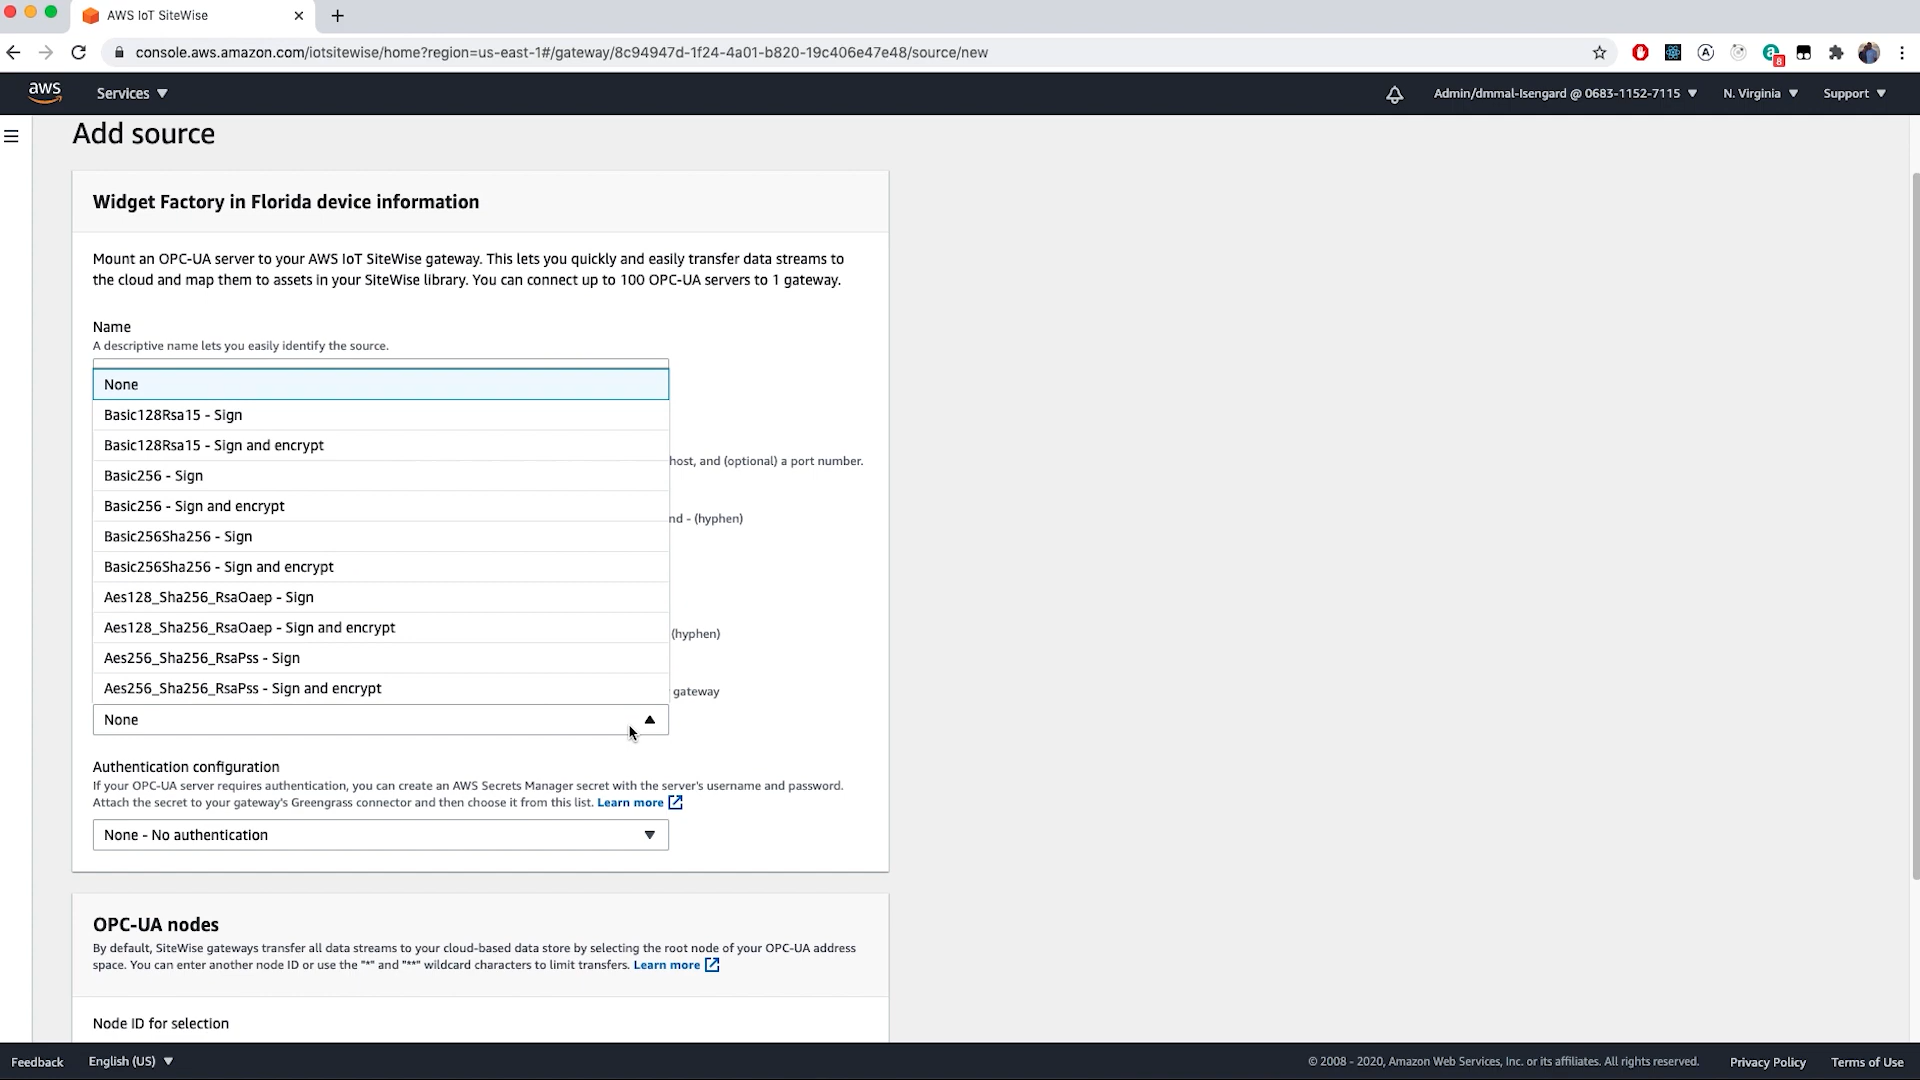 AWS IoT SiteWise
console.aws.amazon.com/iotsitewise/home?region=us-east-1#/gateway/8c94947d-1f24-4a01-b820-19c406e47e48/source/new
8
aws
Services
Admin/dmmal-Isengard @ 0683-1152-7115
N. Virginia
Support
Add source
Widget Factory in Florida device information
Mount an OPC-UA server to your AWS IoT SiteWise gateway. This lets you quickly and easily transfer data streams to
the cloud and map them to assets in your SiteWise library. You can connect up to 100 OPC-UA servers to 1 gateway.
Name
A descriptive name lets you easily identify the source.
None
Basic128Rsa15 - Sign
Basic128Rsa15 - Sign and encrypt
host, and (optional) a port number.
Basic256 - Sign
Basic256 - Sign and encrypt
nd - (hyphen)
Basic256Sha256 - Sign
Basic256Sha256 - Sign and encrypt
Aes128_Sha256_RsaOaep - Sign
Aes128_Sha256_RsaOaep - Sign and encrypt
(hyphen)
Aes256_Sha256_RsaPss - Sign
Aes256_Sha256_RsaPss - Sign and encrypt
gateway
None
Authentication configuration
If your OPC-UA server requires authentication, you can create an AWS Secrets Manager secret with the server's username and password.
Attach the secret to your gateway's Greengrass connector and then choose it from this list. Learn more
None - No authentication
OPC-UA nodes
By default, SiteWise gateways transfer all data streams to your cloud-based data store by selecting the root node of your OPC-UA address
space. You can enter another node ID or use the "*" and "**" wildcard characters to limit transfers. Learn more
Node ID for selection
Feedback
English (US)
© 2008 - 2020, Amazon Web Services, Inc. or its affiliates. All rights reserved.
Privacy Policy
Terms of Use